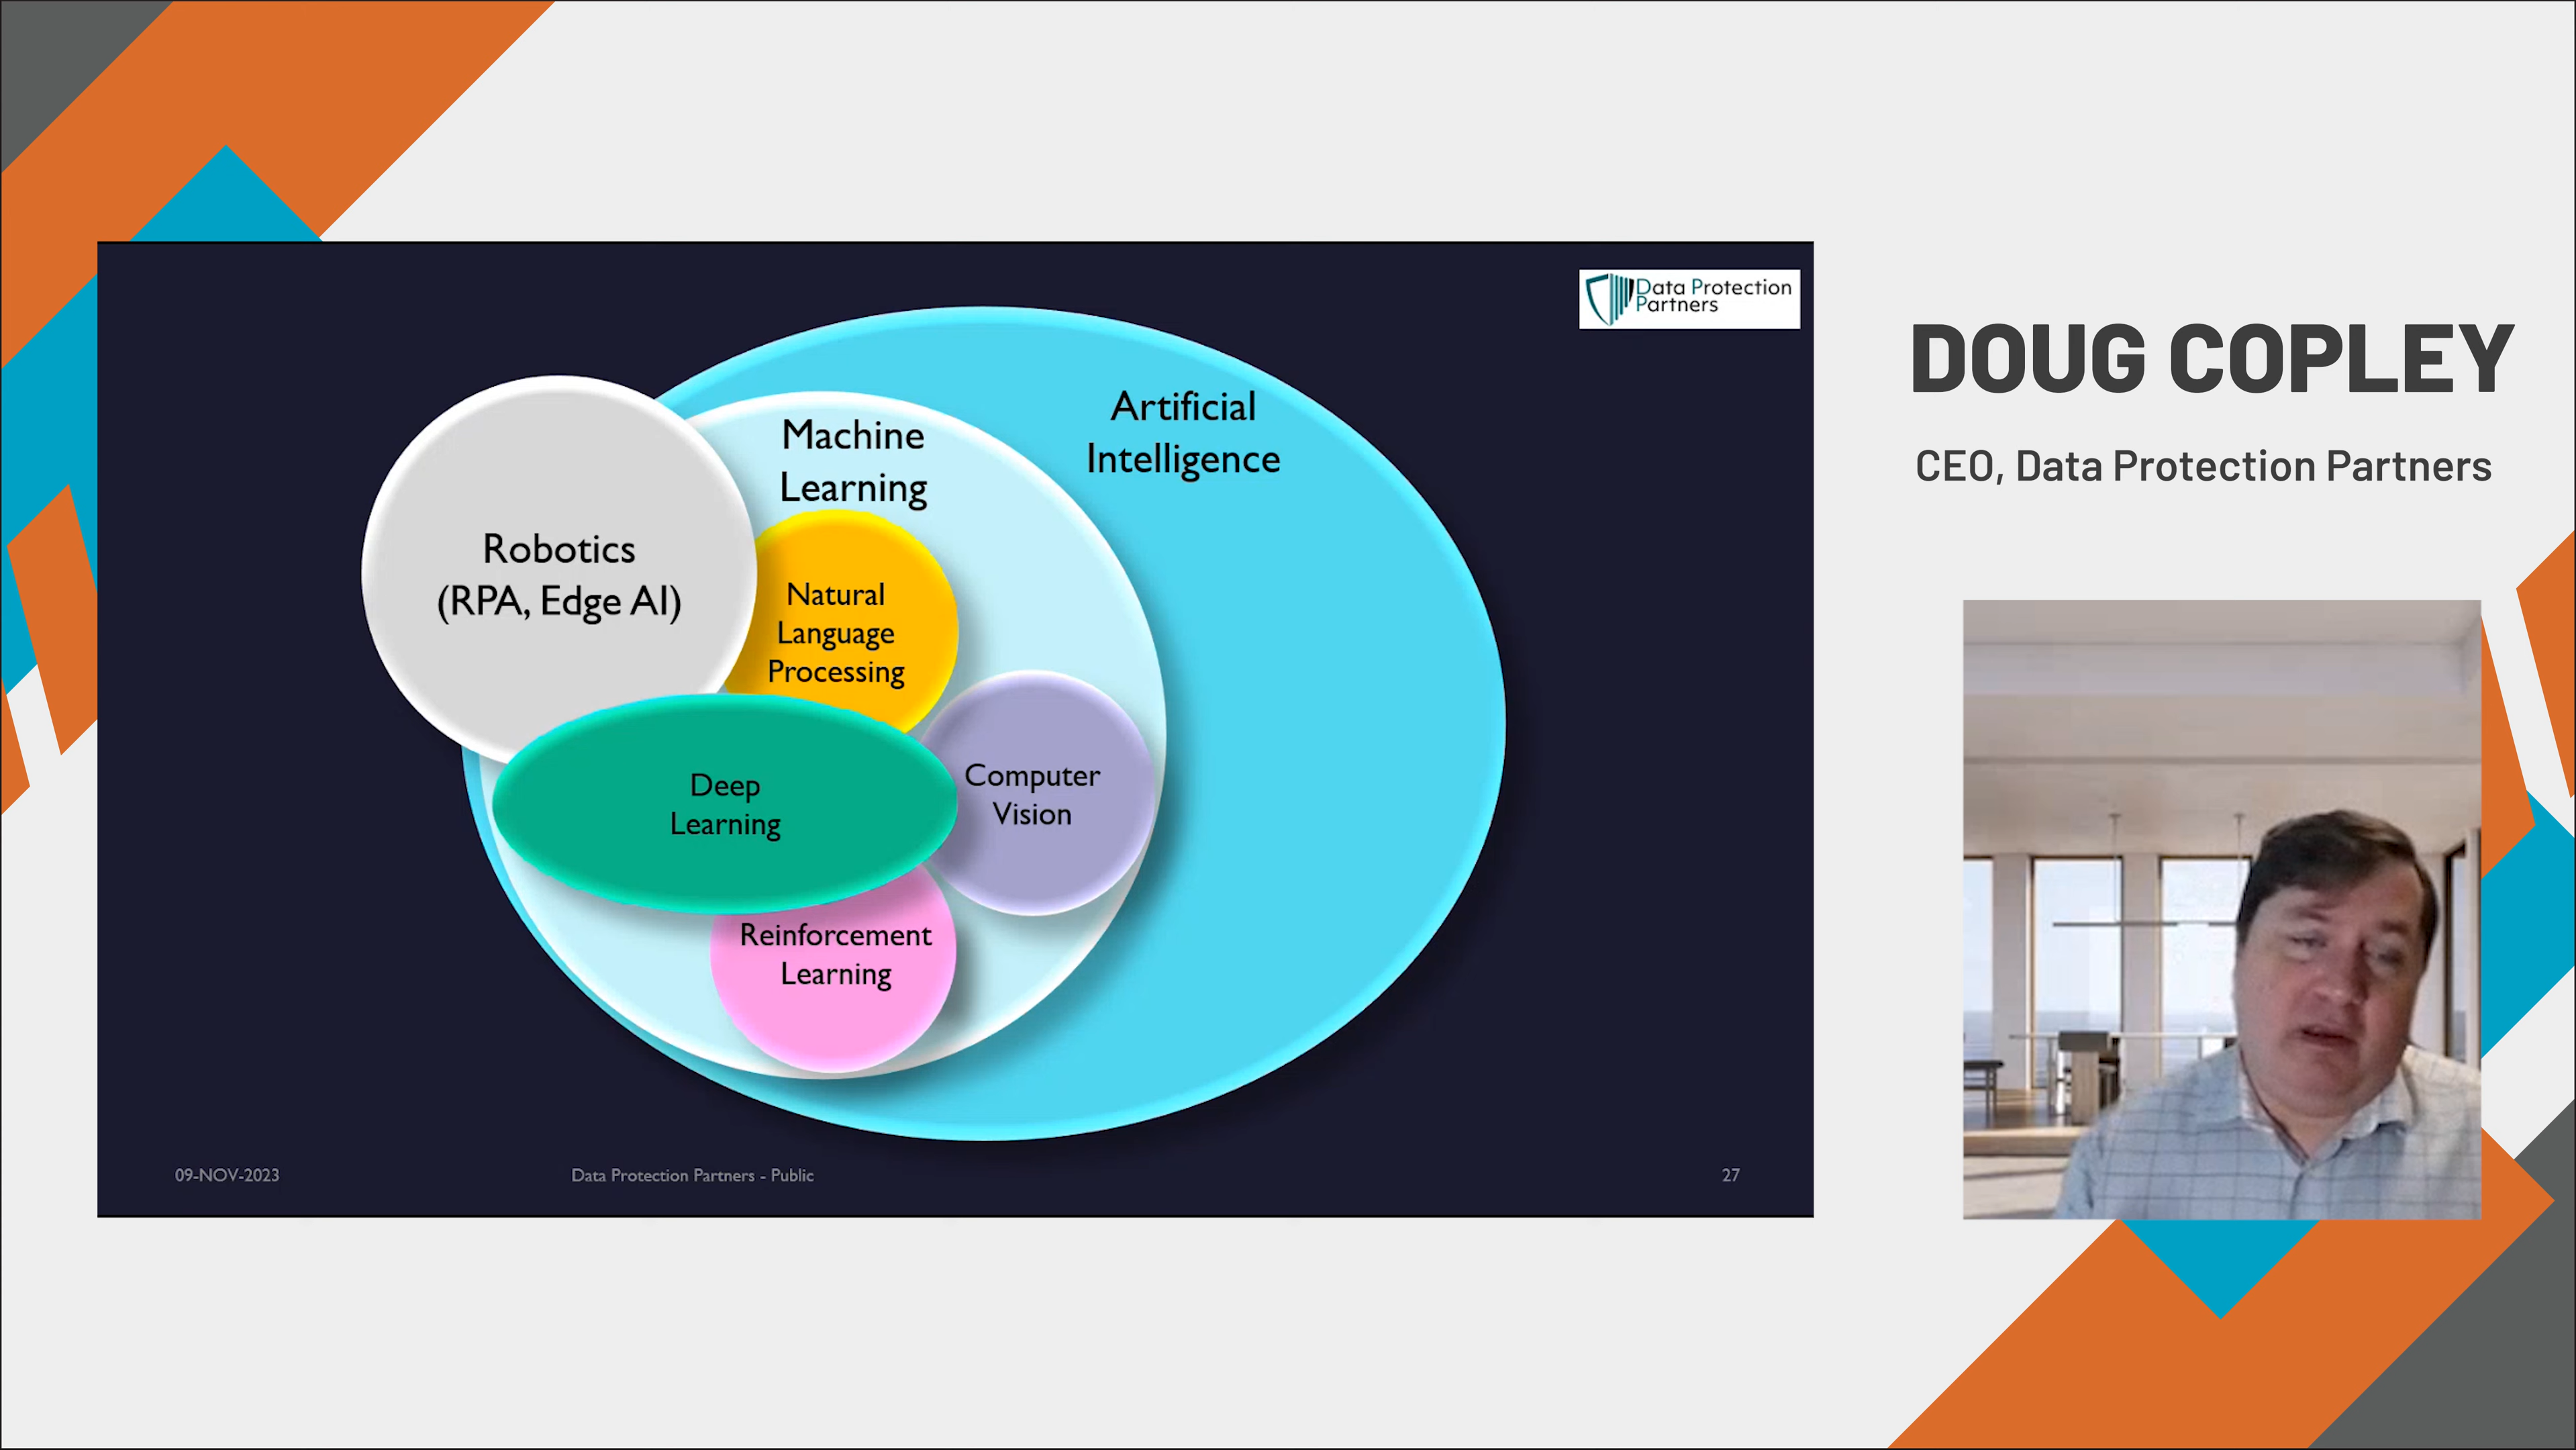 Data Protection
Partners
Artificial
Intelligence
Machine
Learning
Robotics
(RPA, Edge AI)
Natural
Language
Processing
Deep
Learning
Computer
Vision
Reinforcement
Learning
09-NOV-2023
Data Protection Partners - Public
27
DOUG COPLEY
CEO, Data Protection Partners